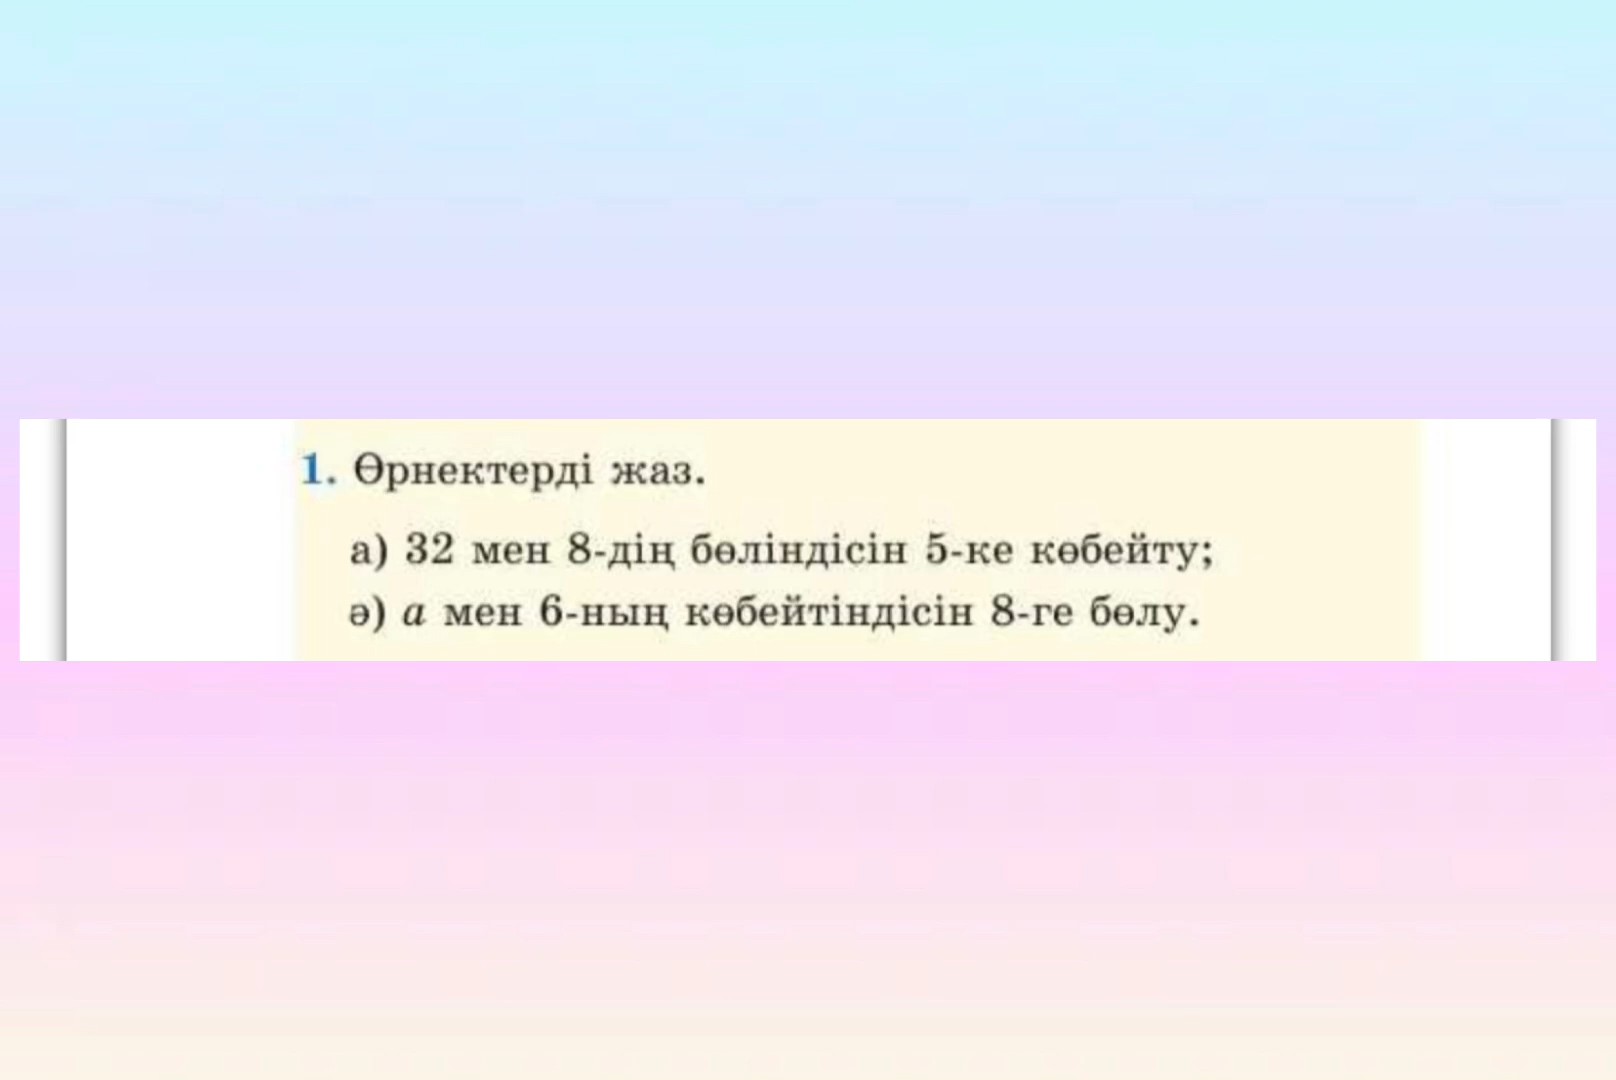 1. Өрнектерді жаз.
а) 32 мен 8-дің бөліндісін 5-ке көбейту;
ә) а мен 6-ның көбейтіндісін 8-ге бөлу.